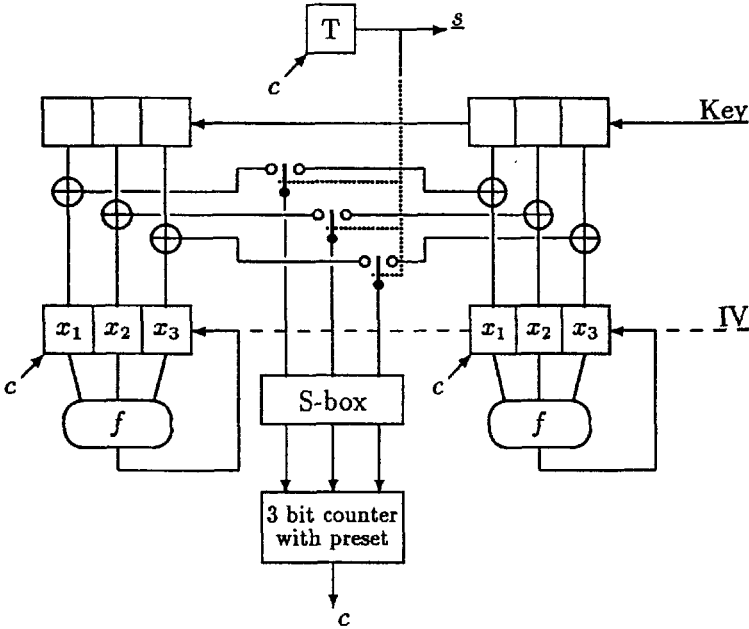 T
s
c
Key
x1 x2 x3
x1 x2 x3
IV
c
c
S-box
f
f
3 bit counter
with preset
c